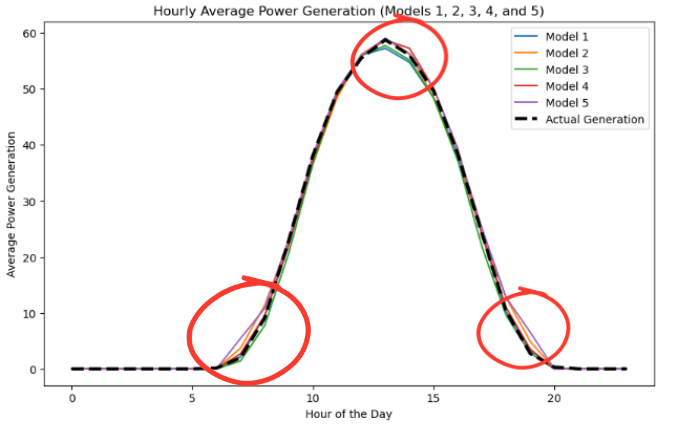 Hourly Average Power Generation (Models 1, 2, 3, 4, and 5)
60
50
40
30
20
10
0
Average Power Generation
Model 1
Model 2
Model 3
Model 4
Model 5
Actual Generation
0
5
10
15
20
Hour of the Day